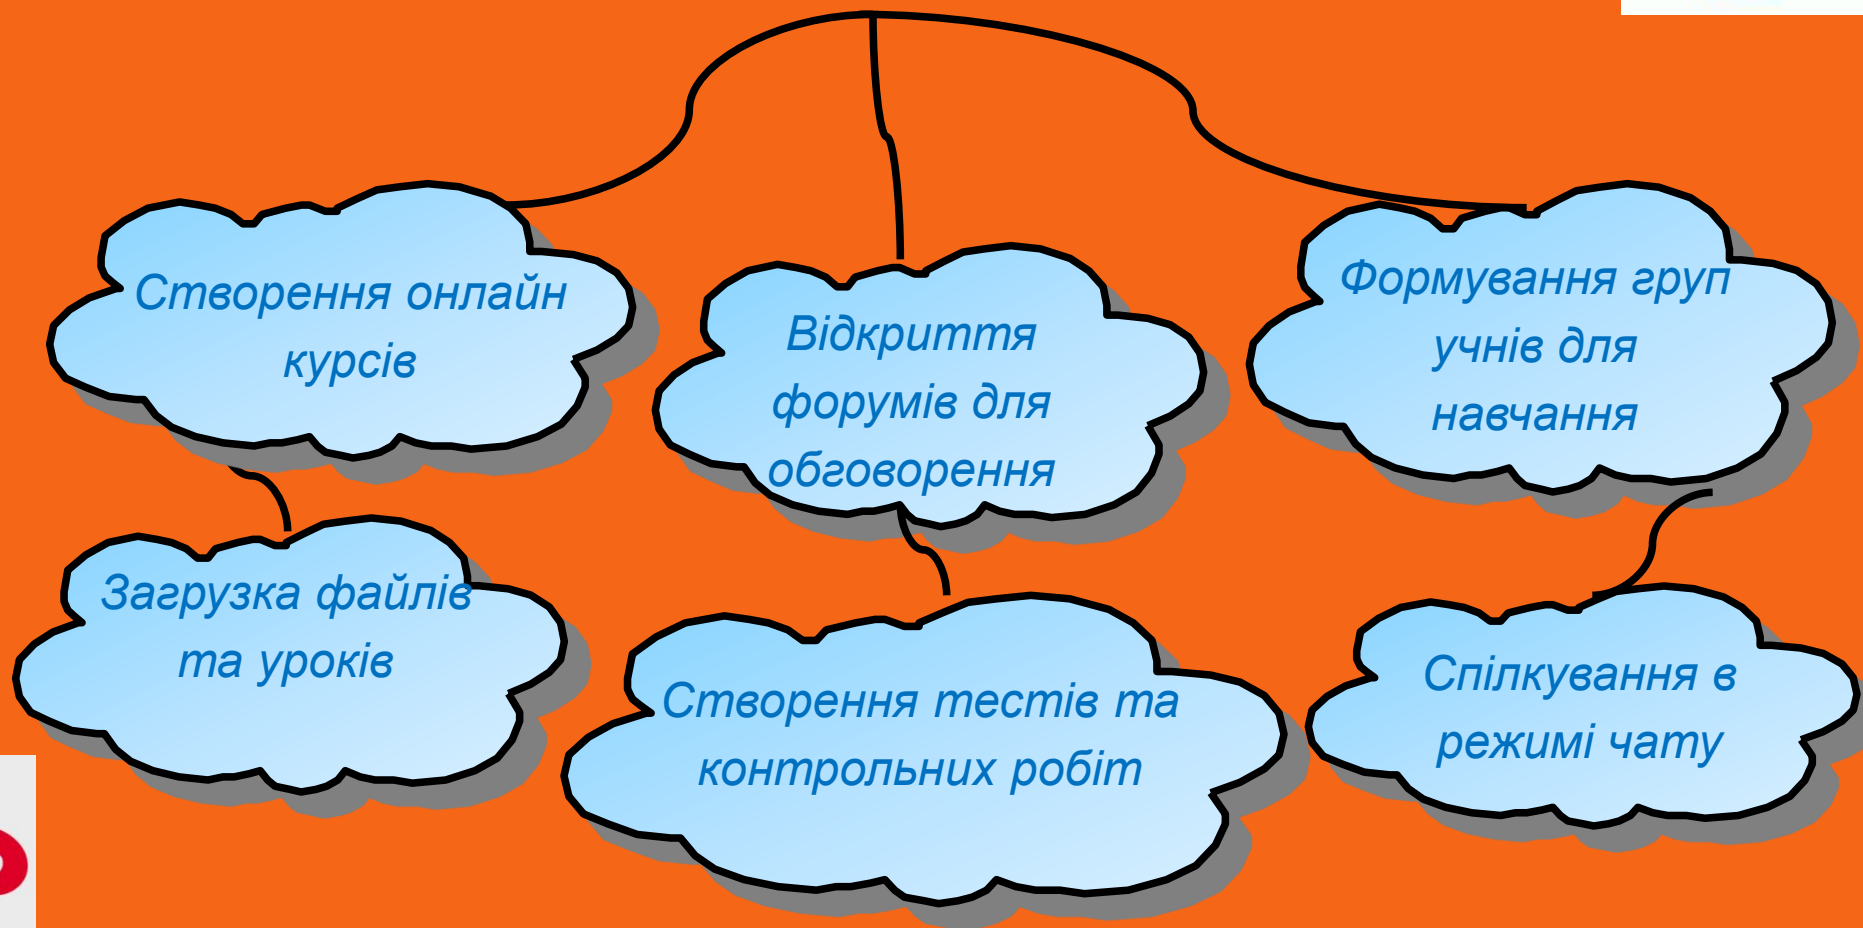 Створення онлайн
курсів
Відкриття
форумів для
обговорення
Формування груп
учнів для
навчання
Загрузка файлів
та уроків
Створення тестів та
контрольних робіт
Спілкування в
режимі чату